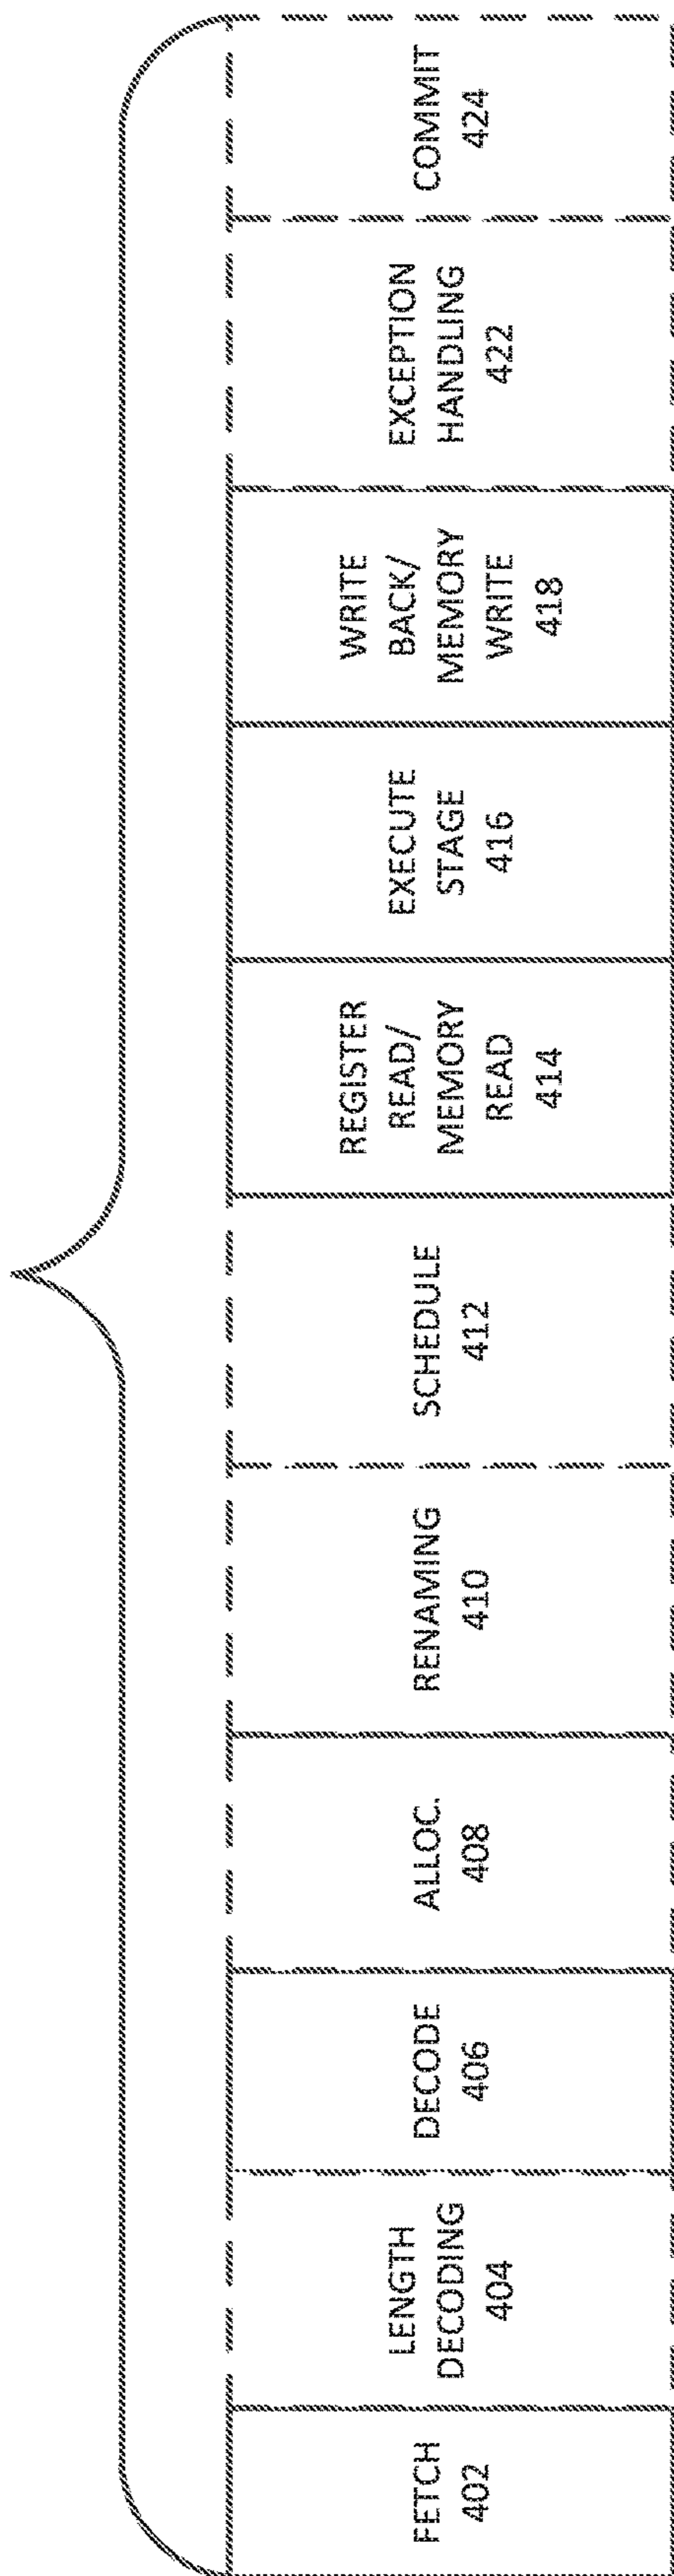 FETCH
402
LENGTH
DECODING
404
DECODE
406
ALLOC.
408
RENAMING
410
SCHEDULE
412
REGISTER
READ/
MEMORY
READ
414
EXECUTE
STAGE
416
WRITE
BACK/
MEMORY
WRITE
418
EXCEPTION
HANDLING
422
COMMIT
424